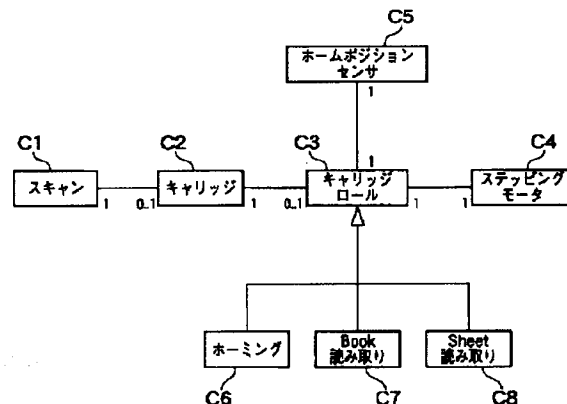 C5
ホームポジション
センサ
1
C1
C2
C3
C4
1
スキャン
キャリッジ
キャリッジ
ロール
ステッピング
モータ
1
0..1
1
0..1
1
1
ホーミング
Book
読み取り
Sheet
読み取り
C6
C7
C8